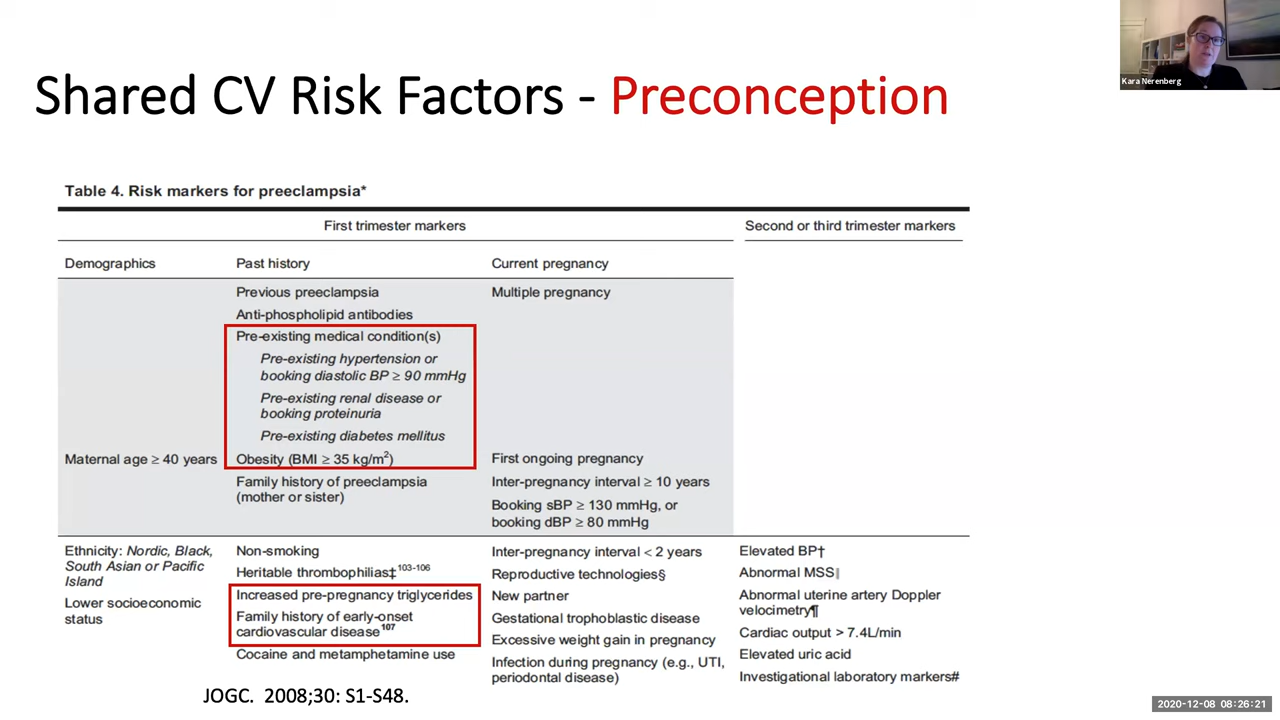 Kara Nerenberg
Shared CV Risk Factors - Preconception
Table 4. Risk markers for preeclampsia*
First trimester markers
Second or third trimester markers
Demographics
Past history
Current pregnancy
Previous preeclampsia
Multiple pregnancy
Anti-phospholipid antibodies
Pre-existing medical condition(s)
Pre-existing hypertension or
booking diastolic BP ≥ 90 mmHg
Pre-existing renal disease or
booking proteinuria
Pre-existing diabetes mellitus
Maternal age ≥ 40 years
Obesity (BMI ≥ 35 kg/m²)
First ongoing pregnancy
Family history of preeclampsia
(mother or sister)
Inter-pregnancy interval ≥ 10 years
Booking sBP ≥ 130 mmHg, or
booking dBP ≥ 80 mmHg
Ethnicity: Nordic, Black,
South Asian or Pacific
Island
Lower socioeconomic
status
Non-smoking
Heritable thrombophilias‡103-106
Increased pre-pregnancy triglycerides
Family history of early-onset
cardiovascular disease107
Cocaine and metamphetamine use
Inter-pregnancy interval < 2 years
Reproductive technologies§
New partner
Gestational trophoblastic disease
Excessive weight gain in pregnancy
Infection during pregnancy (e.g., UTI,
periodontal disease)
Elevated BP†
Abnormal MSS||
Abnormal uterine artery Doppler
velocimetry¶
Cardiac output > 7.4L/min
Elevated uric acid
Investigational laboratory markers#
JOGC. 2008;30: S1-S48.
2020-12-08 08:26:21